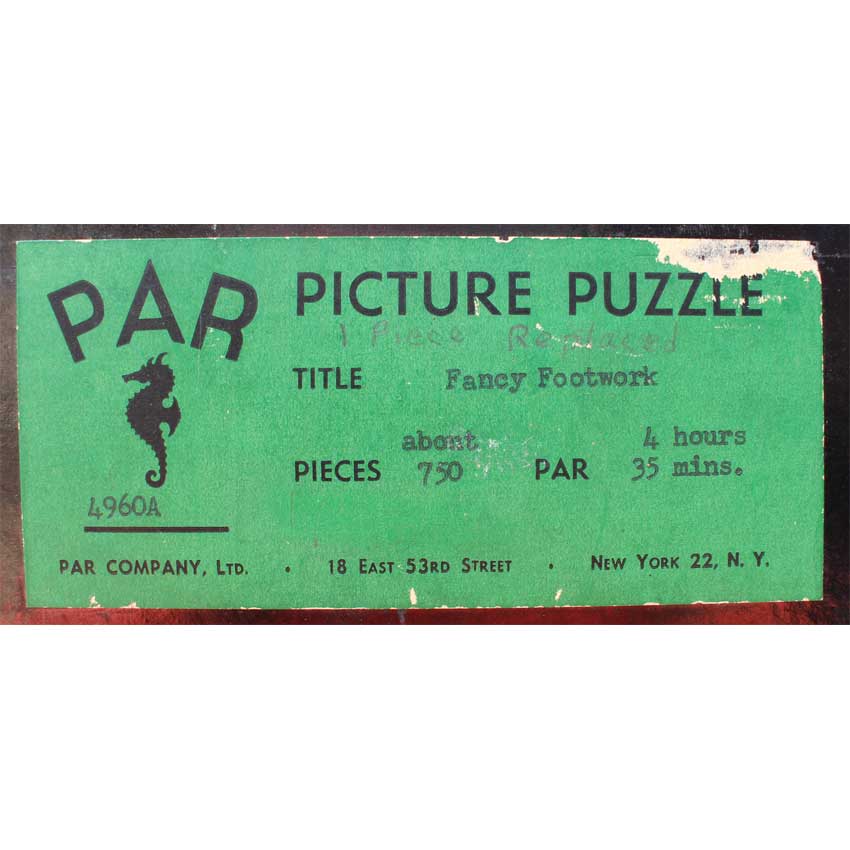 PAR
PICTURE PUZZLE
1 Piece Replaced
TITLE Fancy Footwork
about 4 hours
PIECES 750 PAR 35 mins.
4960A
PAR COMPANY, LTD. • 18 EAST 53RD STREET • NEW YORK 22, N. Y.